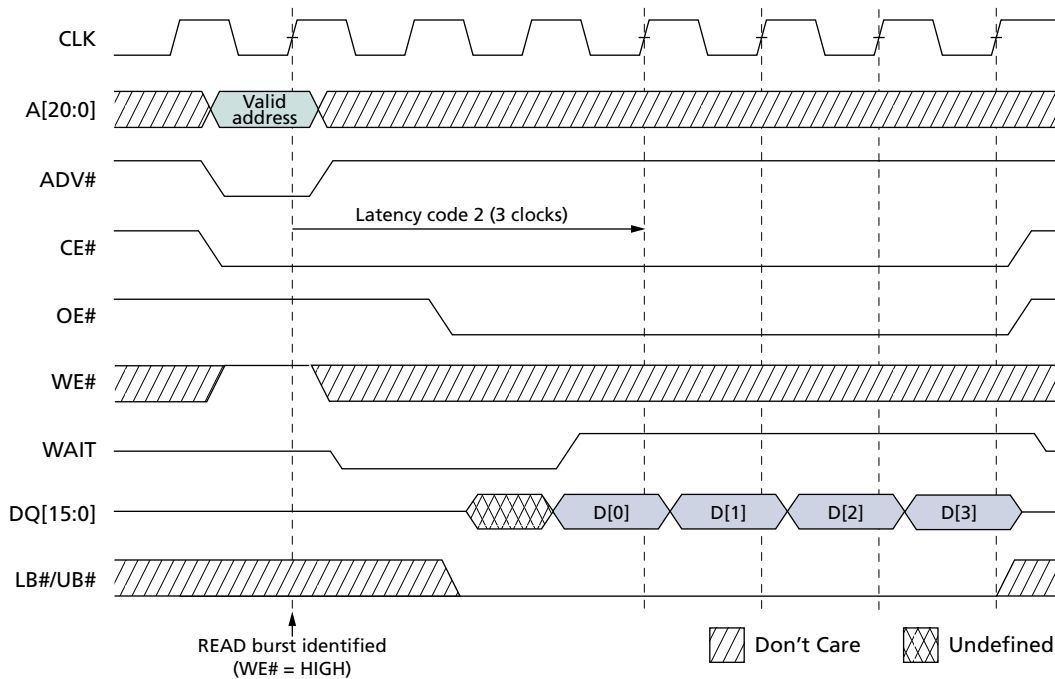 CLK
A[20:0]
Valid
address
ADV#
Latency code 2 (3 clocks)
CE#
OE#
WE#
WAIT
DQ[15:0]
D[0]
D[1]
D[2]
D[3]
LB#/UB#
READ burst identified
(WE# = HIGH)
Don't Care
Undefined